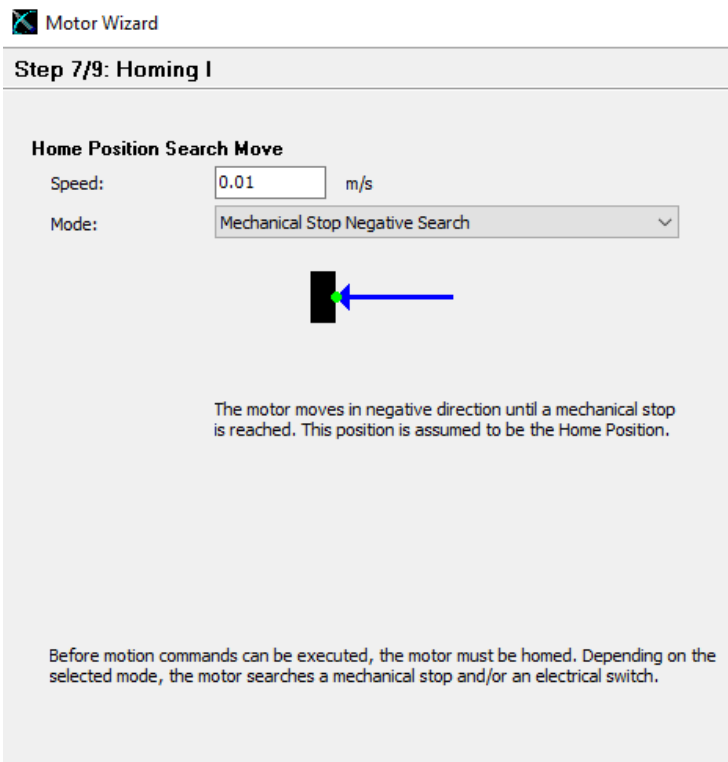 Motor Wizard
Step 7/9: Homing I
Home Position Search Move
Speed: 0.01 m/s
Mode: Mechanical Stop Negative Search
The motor moves in negative direction until a mechanical stop
is reached. This position is assumed to be the Home Position.
Before motion commands can be executed, the motor must be homed. Depending on the
selected mode, the motor searches a mechanical stop and/or an electrical switch.